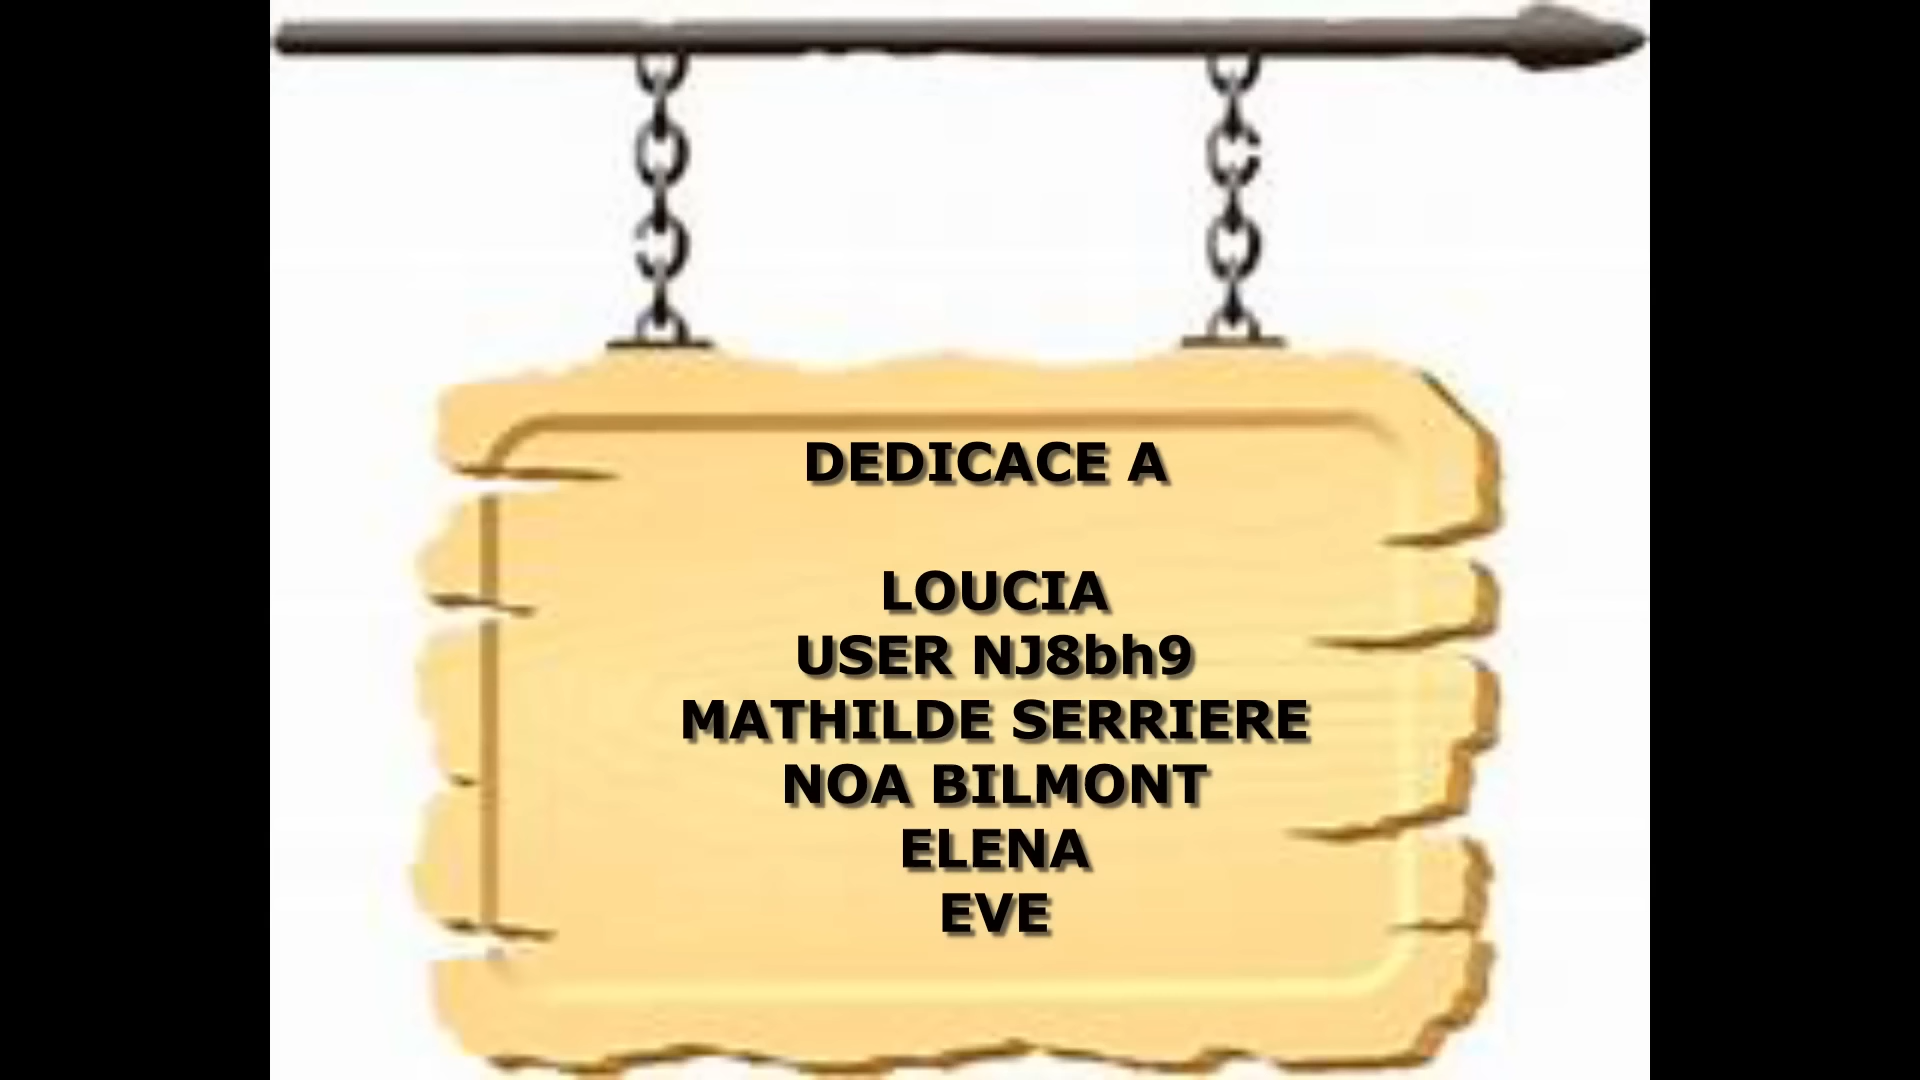 DEDICACE A
LOUCIA
USER NJ8bh9
MATHILDE SERRIERE
NOA BILMONT
ELENA
EVE